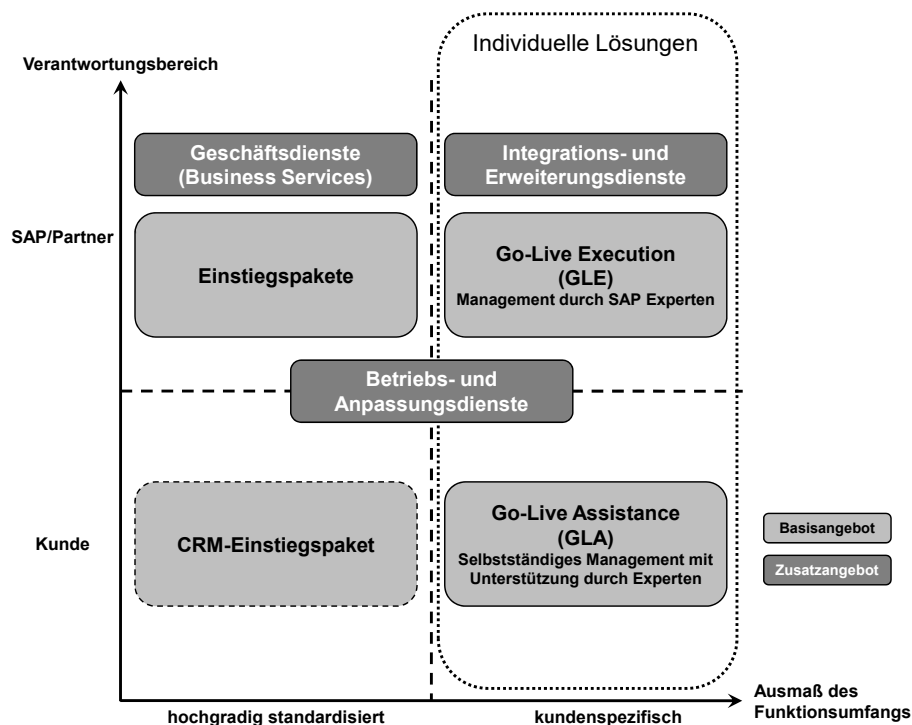 Individuelle Lösungen
Verantwortungsbereich
Geschäftsdienste
(Business Services)
Integrations- und
Erweiterungsdienste
SAP/Partner
Einstiegspakete
Go-Live Execution
(GLE)
Management durch SAP Experten
Betriebs- und
Anpassungsdienste
Kunde
CRM-Einstiegspaket
Go-Live Assistance
(GLA)
Selbstständiges Management mit
Unterstützung durch Experten
Basisangebot
Zusatzangebot
hochgradig standardisiert
kundenspezifisch
Ausmaß des
Funktionsumfangs